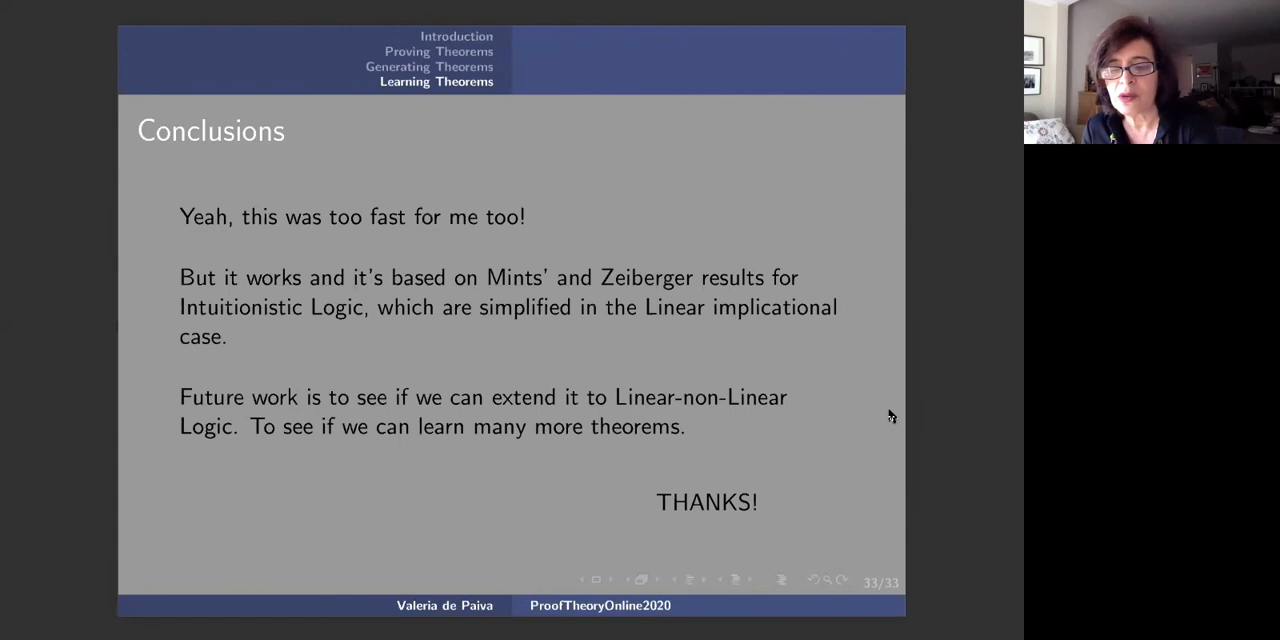 Introduction
Proving Theorems
Generating Theorems
Learning Theorems
Conclusions
Yeah, this was too fast for me too!
But it works and it's based on Mints' and Zeiberger results for
Intuitionistic Logic, which are simplified in the Linear implicational
case.
Future work is to see if we can extend it to Linear-non-Linear
Logic. To see if we can learn many more theorems.
THANKS!
33/33
Valeria de Paiva
ProofTheoryOnline2020